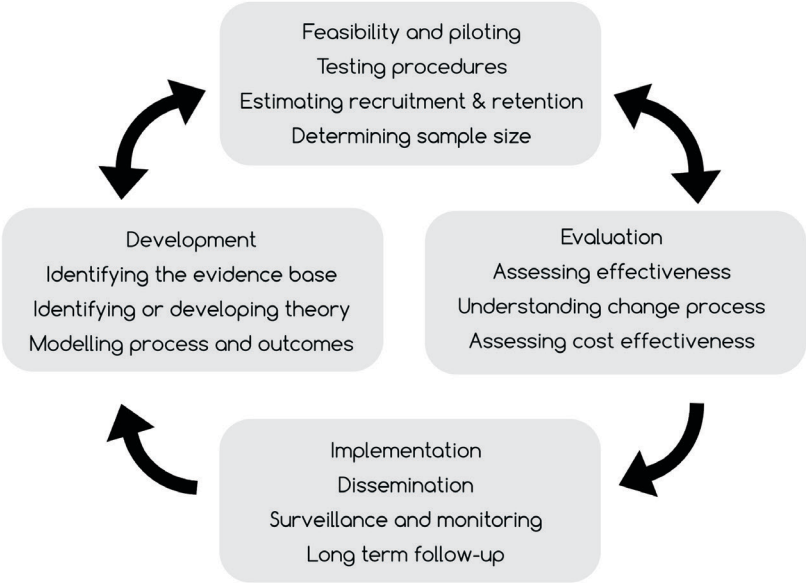 Feasibility and piloting
Testing procedures
Estimating recruitment & retention
Determining sample size
Development
Identifying the evidence base
Identifying or developing theory
Modelling process and outcomes
Evaluation
Assessing effectiveness
Understanding change process
Assessing cost effectiveness
Implementation
Dissemination
Surveillance and monitoring
Long term follow-up